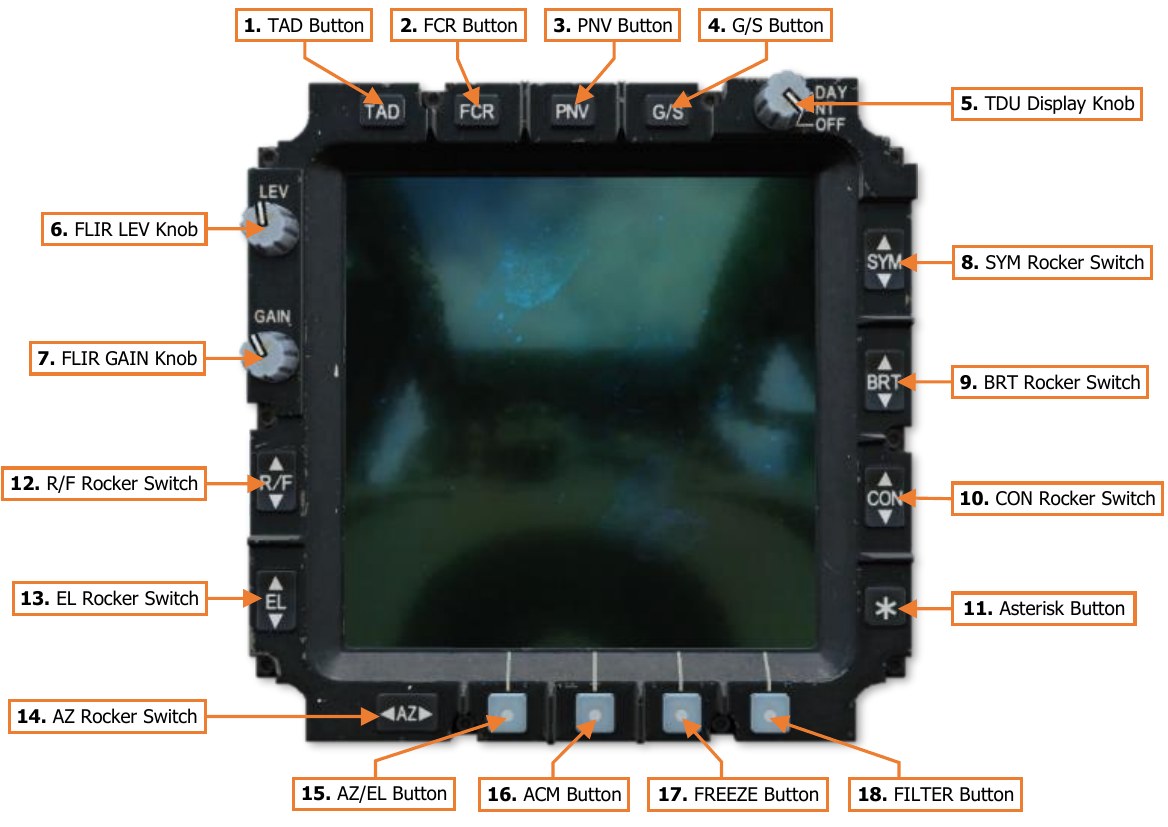 1. TAD Button
2. FCR Button
3. PNV Button
4. G/S Button
TAD
FCR
PNV
G/S
DAY
NT
OFF
5. TDU Display Knob
LEV
6. FLIR LEV Knob
GAIN
7. FLIR GAIN Knob
SYM
8. SYM Rocker Switch
BRT
9. BRT Rocker Switch
12. R/F Rocker Switch
R/F
CON
10. CON Rocker Switch
13. EL Rocker Switch
EL
*
11. Asterisk Button
14. AZ Rocker Switch
AZ
15. AZ/EL Button
16. ACM Button
17. FREEZE Button
18. FILTER Button